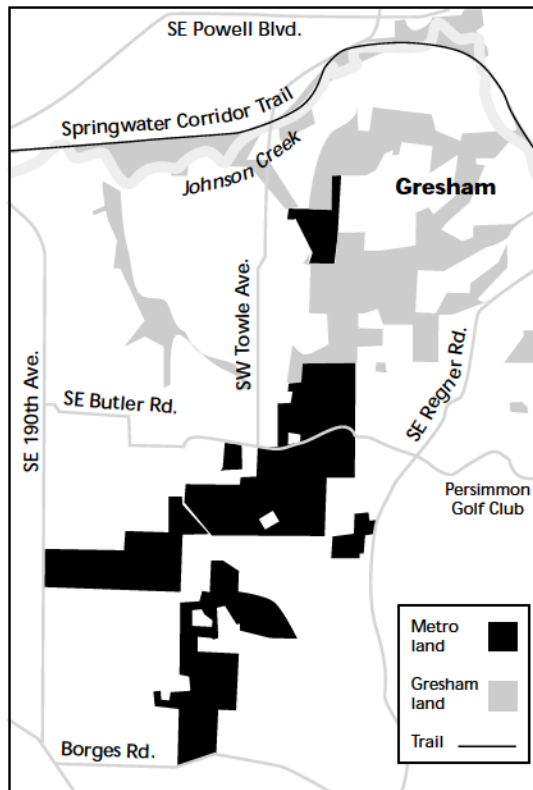 SE Powell Blvd.
Springwater Corridor Trail
Johnson Creek
Gresham
SE 190th Ave.
SW Towle Ave.
SE Butler Rd.
SE Regner Rd.
Persimmon
Golf Club
Metro
land
Gresham
land
Trail
Borges Rd.